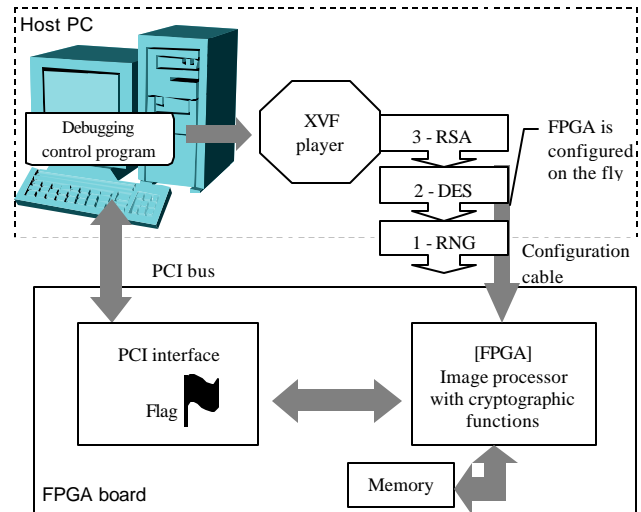 Host PC
Debugging
control program
XVF
player
3 - RSA
2 - DES
1 - RNG
FPGA is
configured
on the fly
Configuration
cable
PCI bus
PCI interface
Flag
[FPGA]
Image processor
with cryptographic
functions
Memory
FPGA board